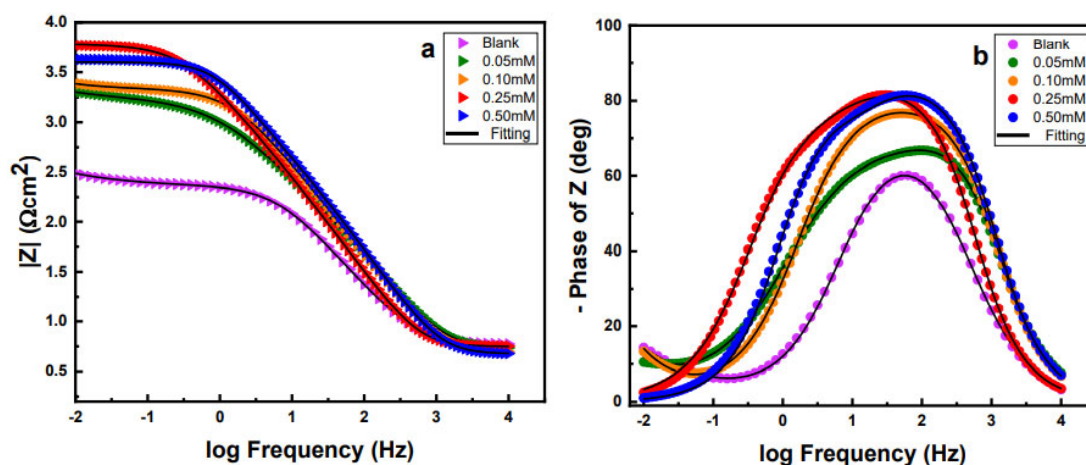 a
4.0
3.5
3.0
2.5
2.0
1.5
1.0
0.5
|Z| (Ωcm²)
-2 -1 0 1 2 3 4
log Frequency (Hz)
Blank
0.05mM
0.10mM
0.25mM
0.50mM
Fitting
b
100
80
60
40
20
0
- Phase of Z (deg)
-2 -1 0 1 2 3 4
log Frequency (Hz)
Blank
0.05mM
0.10mM
0.25mM
0.50mM
Fitting